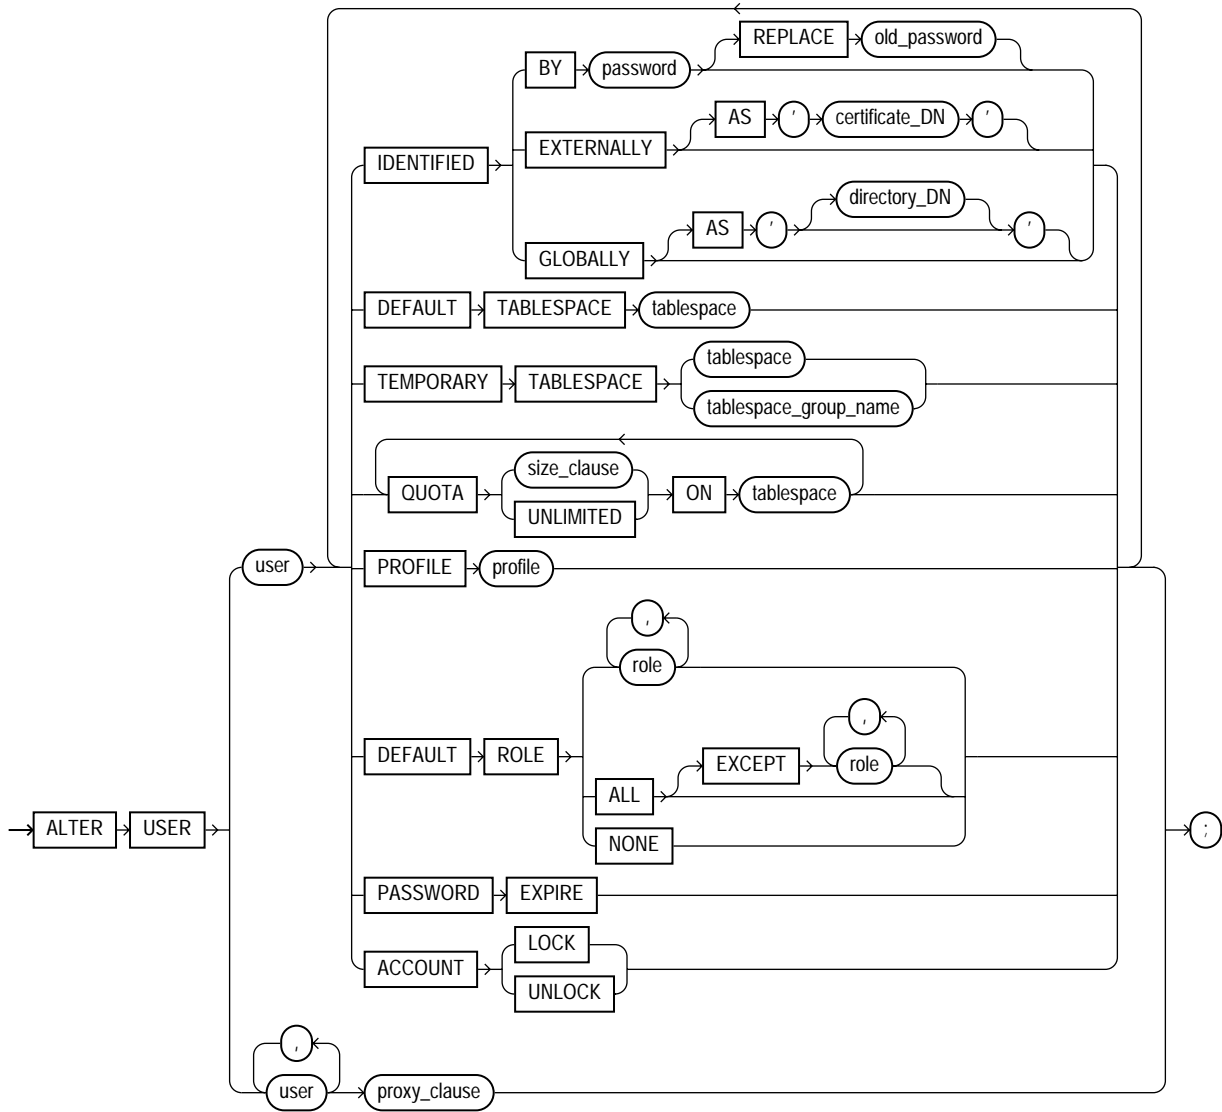 REPLACE old_password
BY password
AS ' certificate_DN '
EXTERNALLY
IDENTIFIED
directory_DN
AS ' '
GLOBALLY
DEFAULT TABLESPACE tablespace
tablespace
TEMPORARY TABLESPACE
tablespace_group_name
size_clause
QUOTA ON tablespace
UNLIMITED
user PROFILE profile
,
role
,
DEFAULT ROLE EXCEPT role
ALL
ALTER USER ;
NONE
PASSWORD EXPIRE
LOCK
ACCOUNT
UNLOCK
,
user proxy_clause